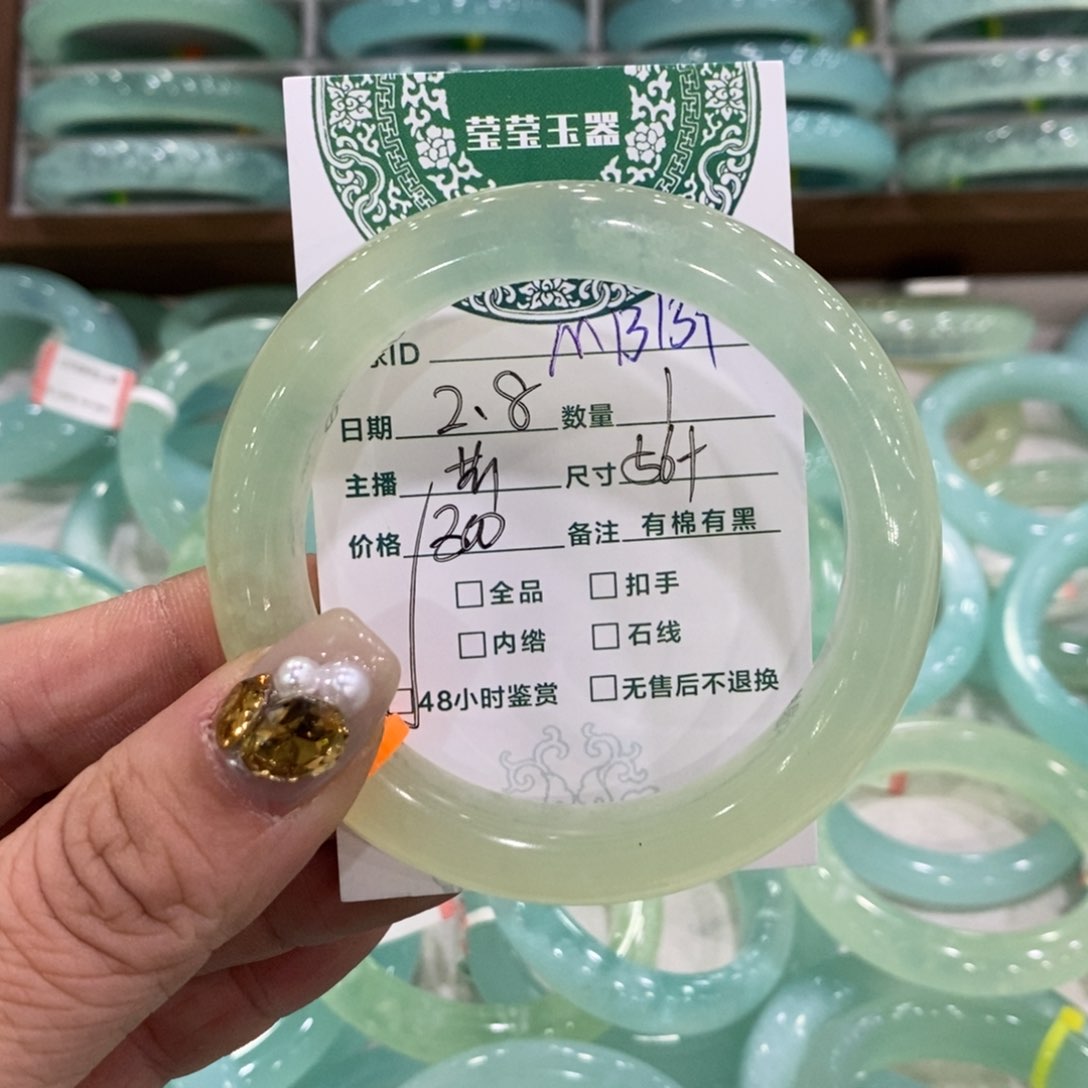 莹莹玉器
ID M13137
日期 2.8 数量 1
主播 尺寸 56+
价格 200 备注 有棉有黑
□全品 □扣手
□内绺 □石线
□48小时鉴赏 □无售后不退换